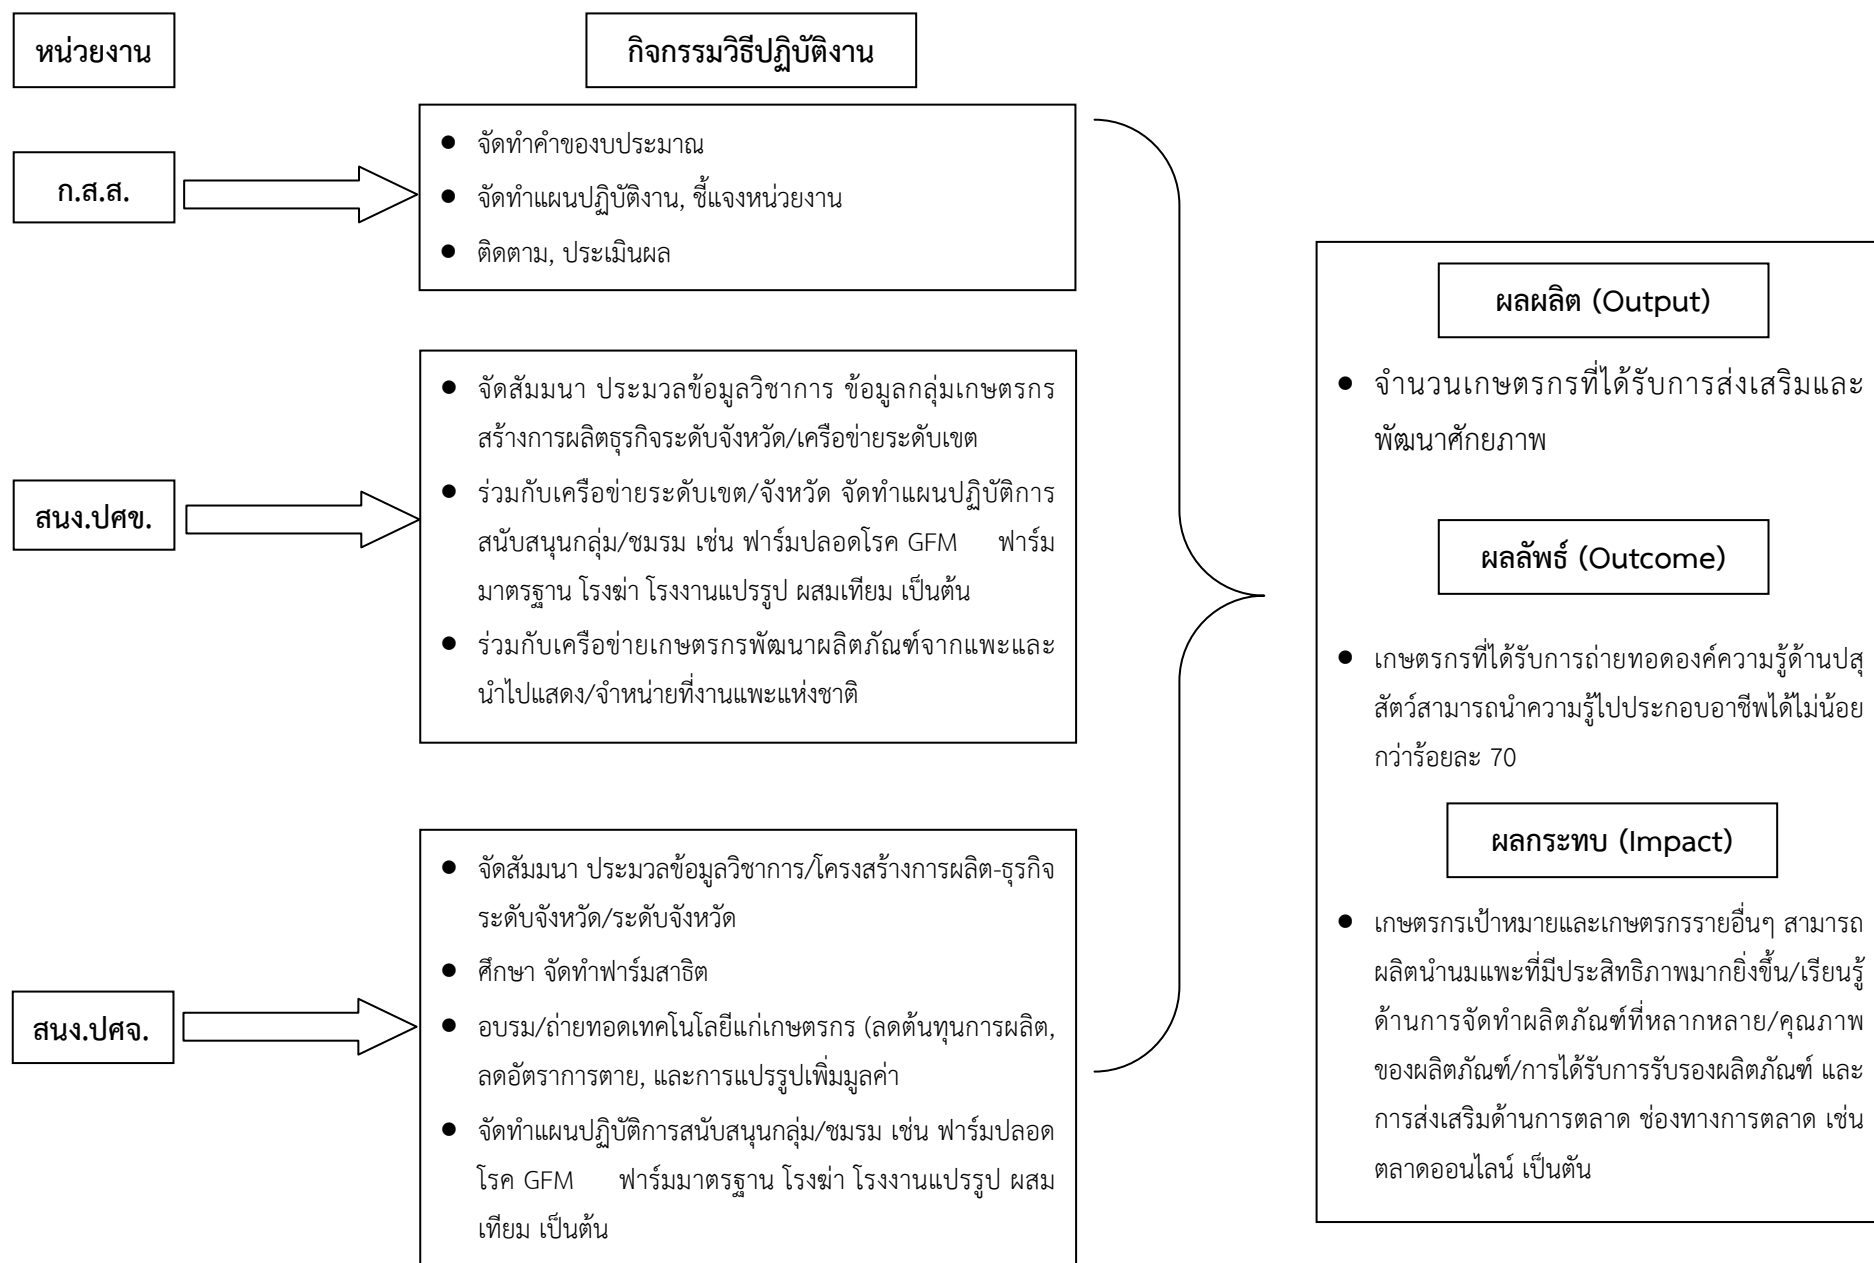 หน่วยงาน
กิจกรรมวิธีปฏิบัติงาน
ก.ส.ส.
● จัดทำคำของบประมาณ
● จัดทำแผนปฏิบัติงาน, ชี้แจงหน่วยงาน
● ติดตาม, ประเมินผล
สนง.ปศข.
● จัดสัมมนา ประมวลข้อมูลวิชาการ ข้อมูลกลุ่มเกษตรกร
สร้างการผลิตธุรกิจระดับจังหวัด/เครือข่ายระดับเขต
● ร่วมกับเครือข่ายระดับเขต/จังหวัด จัดทำแผนปฏิบัติการ
สนับสนุนกลุ่ม/ชมรม เช่น ฟาร์มปลอดโรค GFM ฟาร์ม
มาตรฐาน โรงฆ่า โรงงานแปรรูป ผสมเทียม เป็นต้น
● ร่วมกับเครือข่ายเกษตรกรพัฒนาผลิตภัณฑ์จากแพะและ
นำไปแสดง/จำหน่ายที่งานแพะแห่งชาติ
สนง.ปศจ.
● จัดสัมมนา ประมวลข้อมูลวิชาการ/โครงสร้างการผลิต-ธุรกิจ
ระดับจังหวัด/ระดับจังหวัด
● ศึกษา จัดทำฟาร์มสาธิต
● อบรม/ถ่ายทอดเทคโนโลยีแก่เกษตรกร (ลดต้นทุนการผลิต,
ลดอัตราการตาย, และการแปรรูปเพิ่มมูลค่า
● จัดทำแผนปฏิบัติการสนับสนุนกลุ่ม/ชมรม เช่น ฟาร์มปลอด
โรค GFM ฟาร์มมาตรฐาน โรงฆ่า โรงงานแปรรูป ผสม
เทียม เป็นต้น
ผลผลิต (Output)
● จำนวนเกษตรกรที่ได้รับการส่งเสริมและ
พัฒนาศักยภาพ
ผลลัพธ์ (Outcome)
● เกษตรกรที่ได้รับการถ่ายทอดองค์ความรู้ด้านปสุ
สัตว์สามารถนำความรู้ไปประกอบอาชีพได้ไม่น้อย
กว่าร้อยละ 70
ผลกระทบ (Impact)
● เกษตรกรเป้าหมายและเกษตรกรรายอื่นๆ สามารถ
ผลิตนำนมแพะที่มีประสิทธิภาพมากยิ่งขึ้น/เรียนรู้
ด้านการจัดทำผลิตภัณฑ์ที่หลากหลาย/คุณภาพ
ของผลิตภัณฑ์/การได้รับการรับรองผลิตภัณฑ์ และ
การส่งเสริมด้านการตลาด ช่องทางการตลาด เช่น
ตลาดออนไลน์ เป็นตัน